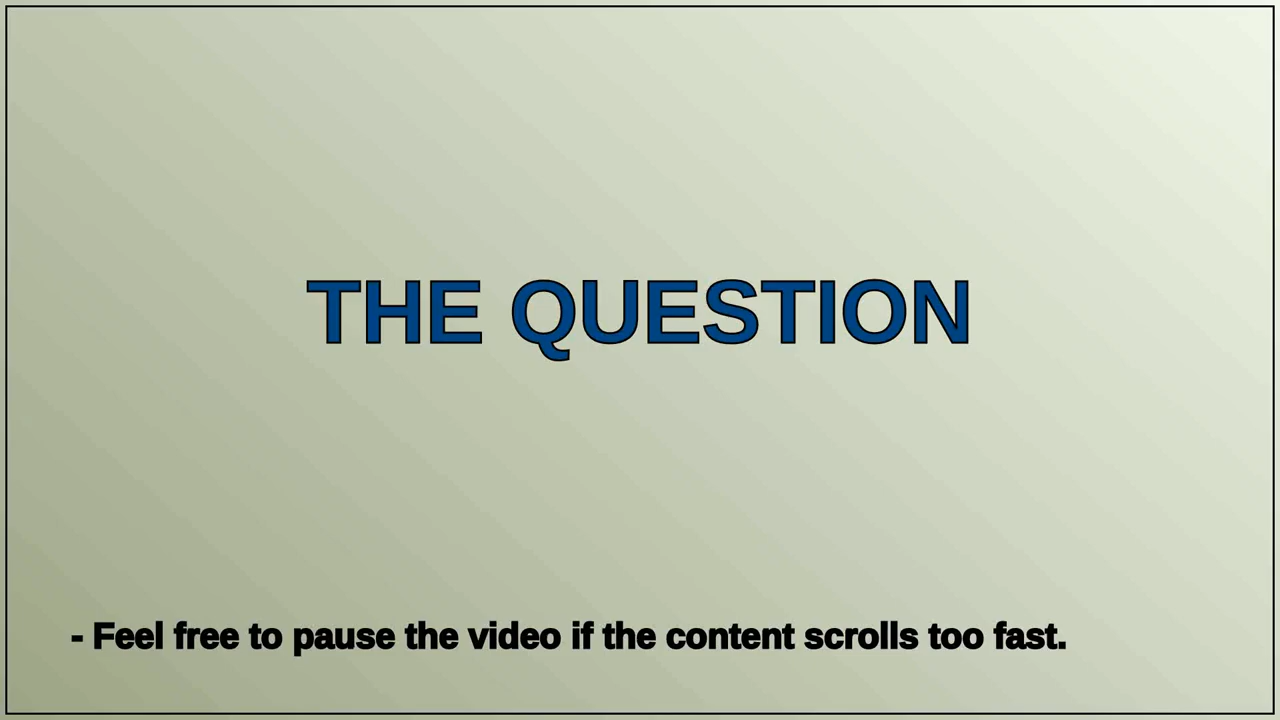 THE QUESTION
- Feel free to pause the video if the content scrolls too fast.